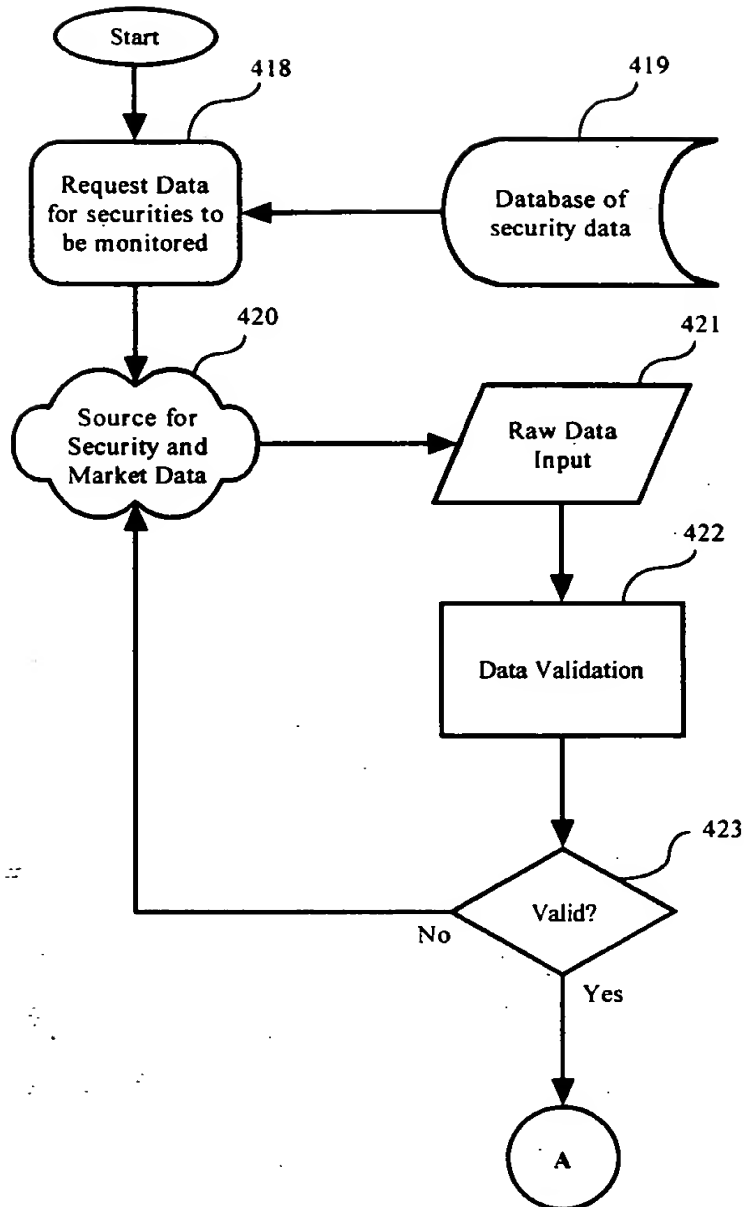 Start
418
419
Request Data
for securities to
be monitored
Database of
security data
420
421
Source for
Security and
Market Data
Raw Data
Input
422
Data Validation
423
Valid?
No
Yes
A